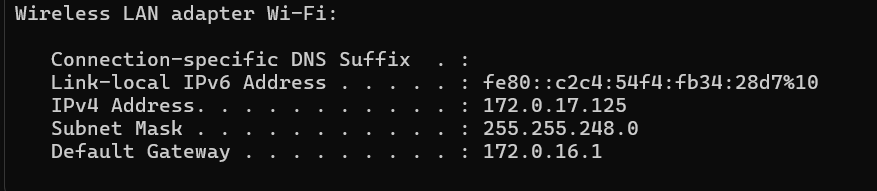 Wireless LAN adapter Wi-Fi:
Connection-specific DNS Suffix  . :
Link-local IPv6 Address . . . . . : fe80::c2c4:54f4:fb34:28d7%10
IPv4 Address. . . . . . . . . . . : 172.0.17.125
Subnet Mask . . . . . . . . . . . : 255.255.248.0
Default Gateway . . . . . . . . . : 172.0.16.1